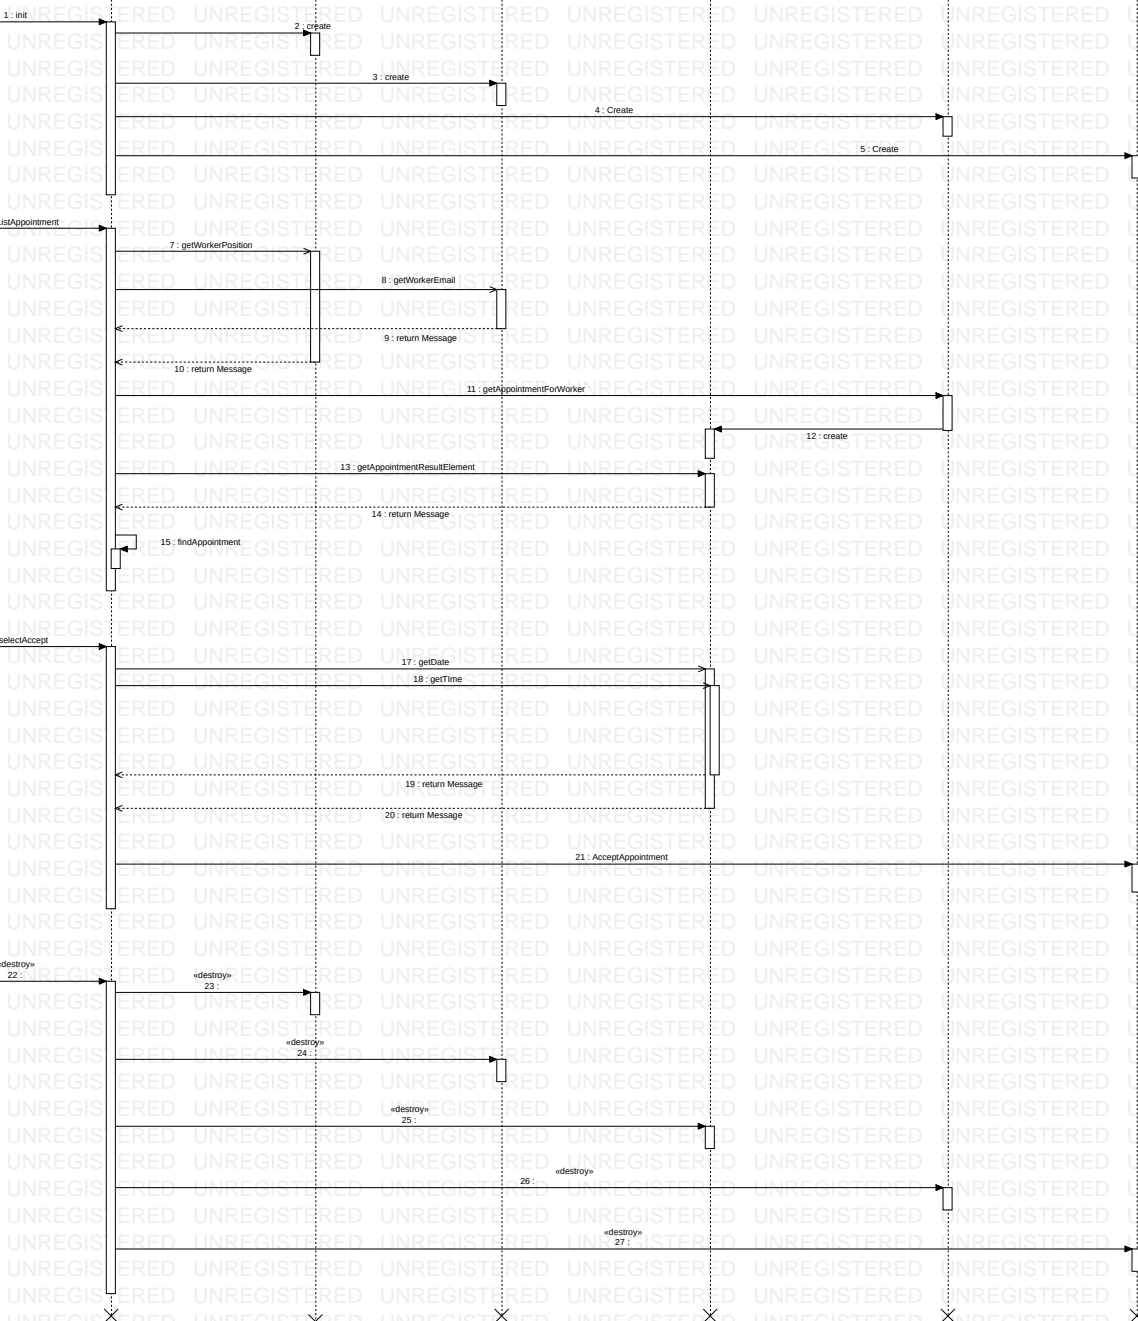 1 : init
2 : create
3 : create
4 : Create
5 : Create
istAppointment
7 : getWorkerPosition
8 : getWorkerEmail
9 : return Message
10 : return Message
11 : getAppointmentForWorker
12 : create
13 : getAppointmentResultElement
14 : return Message
15 : findAppointment
selectAccept
17 : getDate
18 : getTIme
19 : return Message
20 : return Message
21 : AcceptAppointment
«destroy»
22 :
«destroy»
23 :
«destroy»
24 :
«destroy»
25 :
«destroy»
26 :
«destroy»
27 :
UNREGISTERED